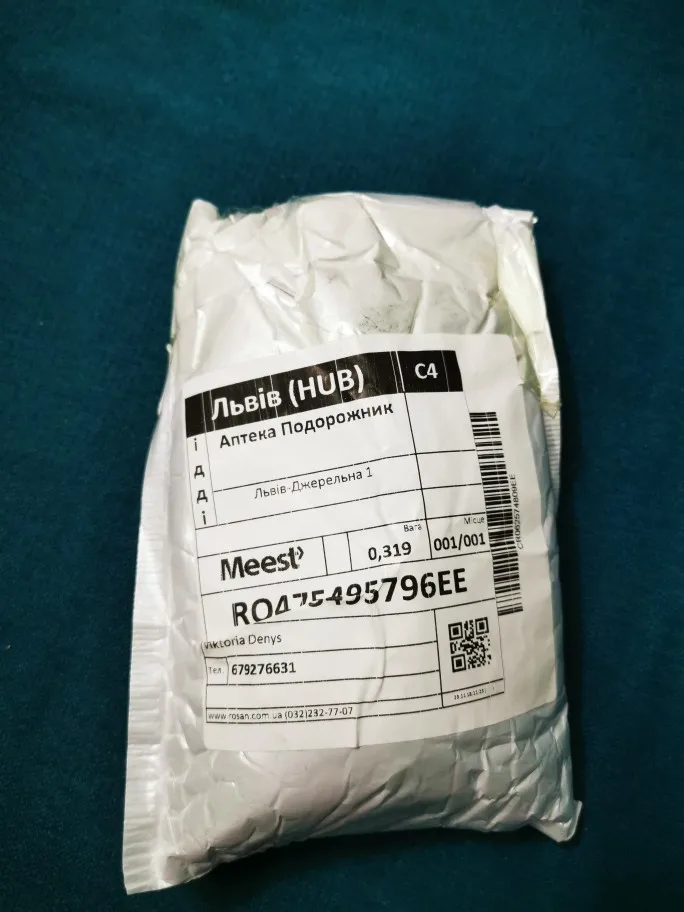 Львів (HUB) C4
і д д і
Аптека Подорожник
Львів-Джерельна 1
Meest
Вага
0,319
Місце
001/001
RO475495796EE
Viktoria Denys
Тел. 679276631
www.rosan.com.ua (032)232-77-07